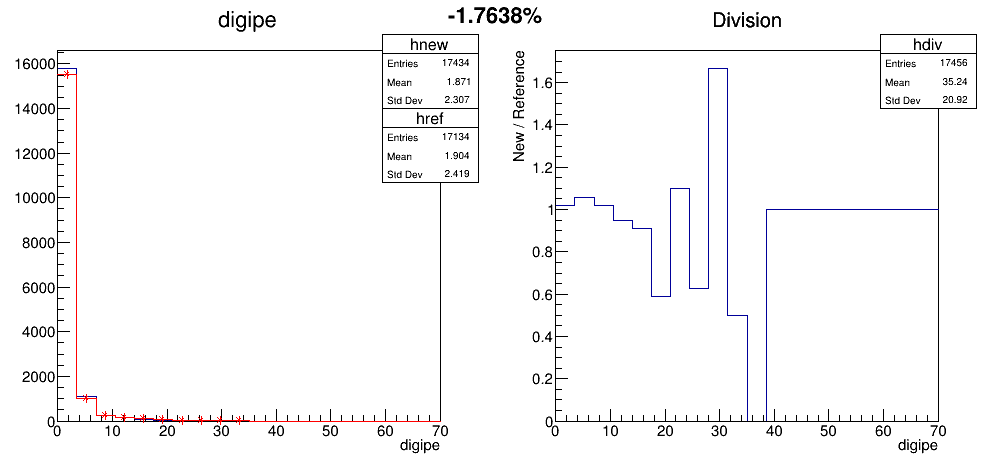 -1.7638%
digipe
hnew
Entries 17434
Mean 1.871
Std Dev 2.307
href
Entries 17134
Mean 1.904
Std Dev 2.419
16000
14000
12000
10000
8000
6000
4000
2000
0
0 10 20 30 40 50 60 70
digipe
Division
hdiv
Entries 17456
Mean 35.24
Std Dev 20.92
New / Reference
1.6
1.4
1.2
1
0.8
0.6
0.4
0.2
0
0 10 20 30 40 50 60 70
digipe